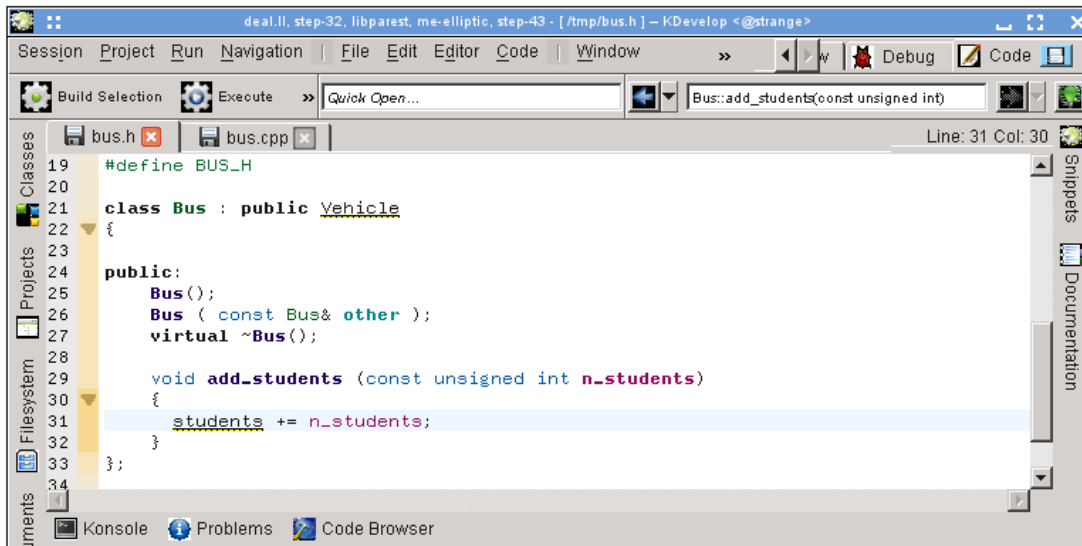 deal.II, step-32, libparest, me-elliptic, step-43 - [ /tmp/bus.h ] – KDevelop <@strange>
Session Project Run Navigation File Edit Editor Code Window » w Debug Code
Build Selection Execute » Quick Open... Bus::add_students(const unsigned int)
bus.h bus.cpp Line: 31 Col: 30
Classes
Projects
Filesystem
uments
19 #define BUS_H
20
21 class Bus : public Vehicle
22 {
23
24 public:
25 Bus();
26 Bus ( const Bus& other );
27 virtual ~Bus();
28
29 void add_students (const unsigned int n_students)
30 {
31 students += n_students;
32 }
33 };
34
Snippets
Documentation
Konsole Problems Code Browser